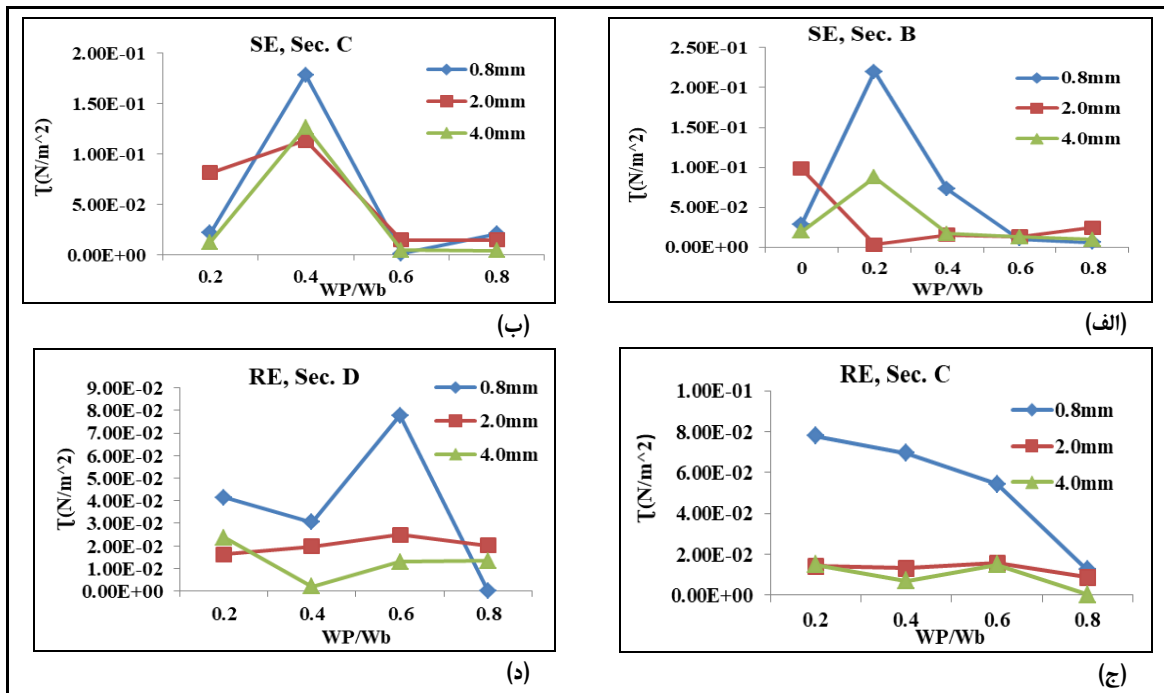 SE, Sec. B
2.50E-01
2.00E-01
1.50E-01
1.00E-01
5.00E-02
0.00E+00
Ʈ(N/m^2)
0 0.2 0.4 0.6 0.8
WP/Wb
0.8mm
2.0mm
4.0mm
(الف)
SE, Sec. C
2.00E-01
1.50E-01
1.00E-01
5.00E-02
0.00E+00
Ʈ(N/m^2)
0.2 0.4 0.6 0.8
WP/Wb
0.8mm
2.0mm
4.0mm
(ب)
RE, Sec. C
1.00E-01
8.00E-02
6.00E-02
4.00E-02
2.00E-02
0.00E+00
Ʈ(N/m^2)
0.2 0.4 0.6 0.8
WP/Wb
0.8mm
2.0mm
4.0mm
(ج)
RE, Sec. D
9.00E-02
8.00E-02
7.00E-02
6.00E-02
5.00E-02
4.00E-02
3.00E-02
2.00E-02
1.00E-02
0.00E+00
Ʈ(N/m^2)
0.2 0.4 0.6 0.8
WP/Wb
0.8mm
2.0mm
4.0mm
(د)